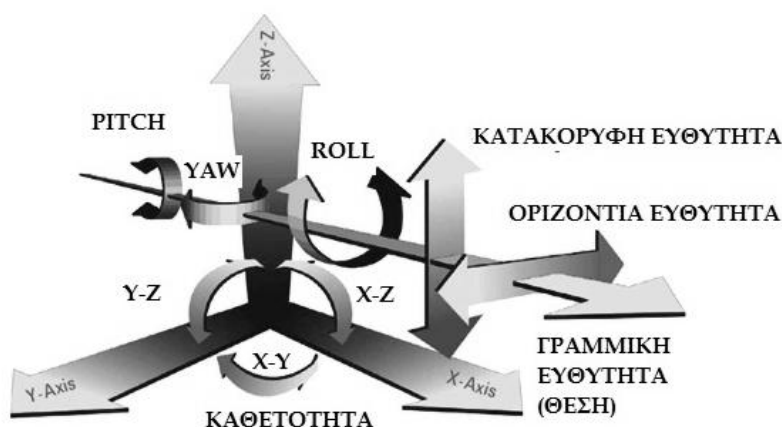 Z-Axis
PITCH
ΚΑΤΑΚΟΡΥΦΗ ΕΥΘΥΤΗΤΑ
YAW
ROLL
ΟΡΙΖΟΝΤΙΑ ΕΥΘΥΤΗΤΑ
Y-Z
X-Z
X-Y
Y-Axis
X-Axis
ΓΡΑΜΜΙΚΗ
ΕΥΘΥΤΗΤΑ
(ΘΕΣΗ)
ΚΑΘΕΤΟΤΗΤΑ